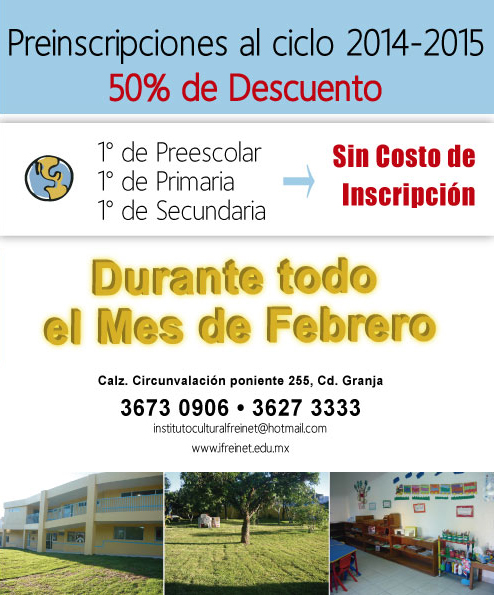 Preinscripciones al ciclo 2014-2015
50% de Descuento
1° de Preescolar
1° de Primaria
1° de Secundaria
Sin Costo de
Inscripción
Durante todo
el Mes de Febrero
Calz. Circunvalación poniente 255, Cd. Granja
3673 0906 • 3627 3333
institutoculturalfreinet@hotmail.com
www.ifreinet.edu.mx